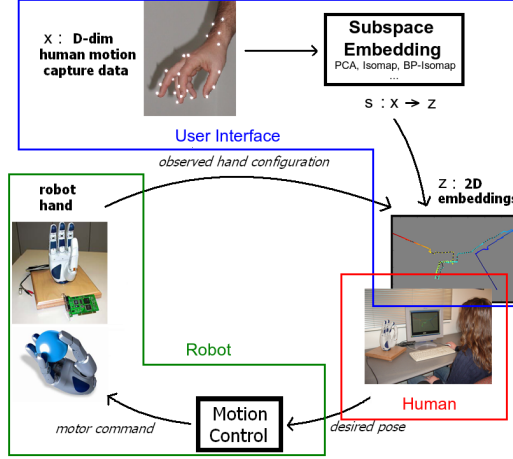 x : D-dim
human motion
capture data
Subspace
Embedding
PCA, Isomap, BP-Isomap
...
s : x → z
User Interface
observed hand configuration
z : 2D
embeddings
robot
hand
Robot
Human
Motion
Control
motor command
desired pose